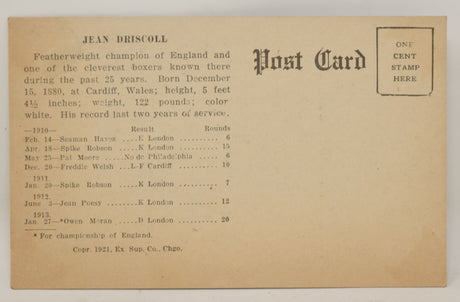 JEAN DRISCOLL
Featherweight champion of England and
one of the cleverest boxers known there
during the past 25 years. Born December
15, 1880, at Cardiff, Wales; height, 5 feet
4½ inches; weight, 122 pounds; color
white. His record last two years of service.
—1910— Result Rounds
Feb. 14—Seaman Hayes ....K London .......... 6
Apr. 18—Spike Robson ....K London .......... 15
May 25—Pal Moore .....No dc Philadelphia ..... 6
Dec. 20—Freddie Welsh ...L-F Cardiff .......... 10
1911.
Jan. 30—Spike Robson .....K London .......... 7
1912.
June 3—Jean Poesy .......K London .......... 12
1913.
Jan. 27—*Owen Moran .....D London .......... 20
* For championship of England.
Copr. 1921, Ex. Sup. Co., Chgo.
Post Card
ONE
CENT
STAMP
HERE